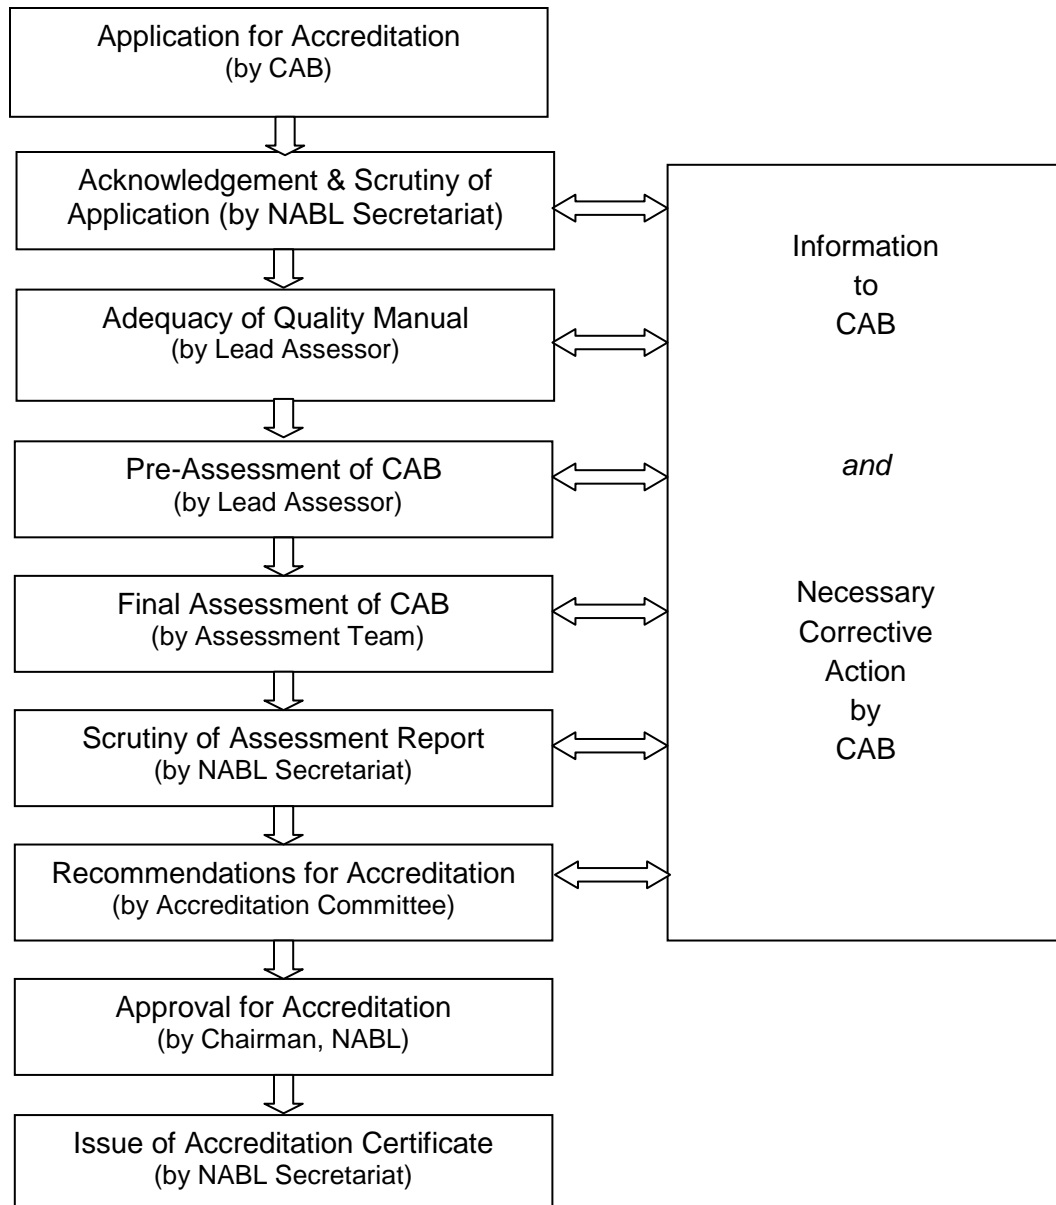 Application for Accreditation
(by CAB)
Acknowledgement & Scrutiny of
Application (by NABL Secretariat)
Adequacy of Quality Manual
(by Lead Assessor)
Pre-Assessment of CAB
(by Lead Assessor)
Final Assessment of CAB
(by Assessment Team)
Scrutiny of Assessment Report
(by NABL Secretariat)
Recommendations for Accreditation
(by Accreditation Committee)
Approval for Accreditation
(by Chairman, NABL)
Issue of Accreditation Certificate
(by NABL Secretariat)
Information
to
CAB
and
Necessary
Corrective
Action
by
CAB